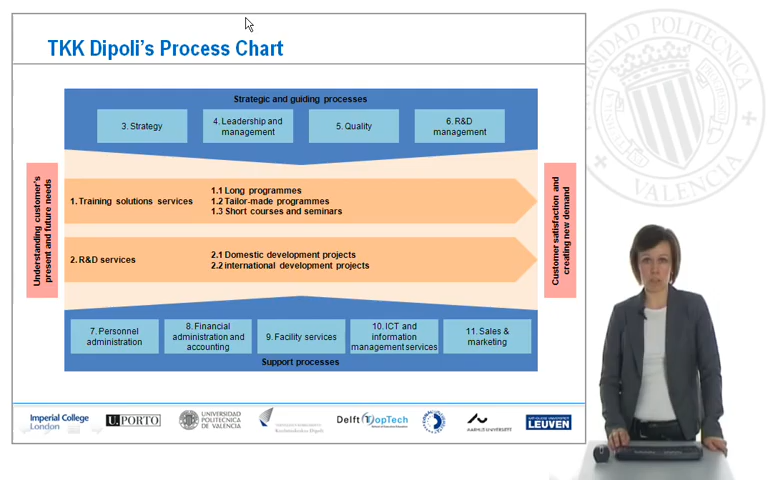 TKK Dipoli's Process Chart
Strategic and guiding processes
3. Strategy
4. Leadership and
management
5. Quality
6. R&D
management
Understanding customer's
present and future needs
1. Training solutions services
1.1 Long programmes
1.2 Tailor-made programmes
1.3 Short courses and seminars
2. R&D services
2.1 Domestic development projects
2.2 international development projects
Customer satisfaction and
creating new demand
7. Personnel
administration
8. Financial
administration and
accounting
9. Facility services
10. ICT and
information
management services
11. Sales &
marketing
Support processes
Imperial College
London
U.PORTO
UNIVERSIDAD
POLITECNICA
DE VALENCIA
Koulutuskeskus Dipoli
Delft TopTech
AARHUS UNIVERSITET
LEUVEN
UNIVERSIDAD POLITECNICA
VALENCIA